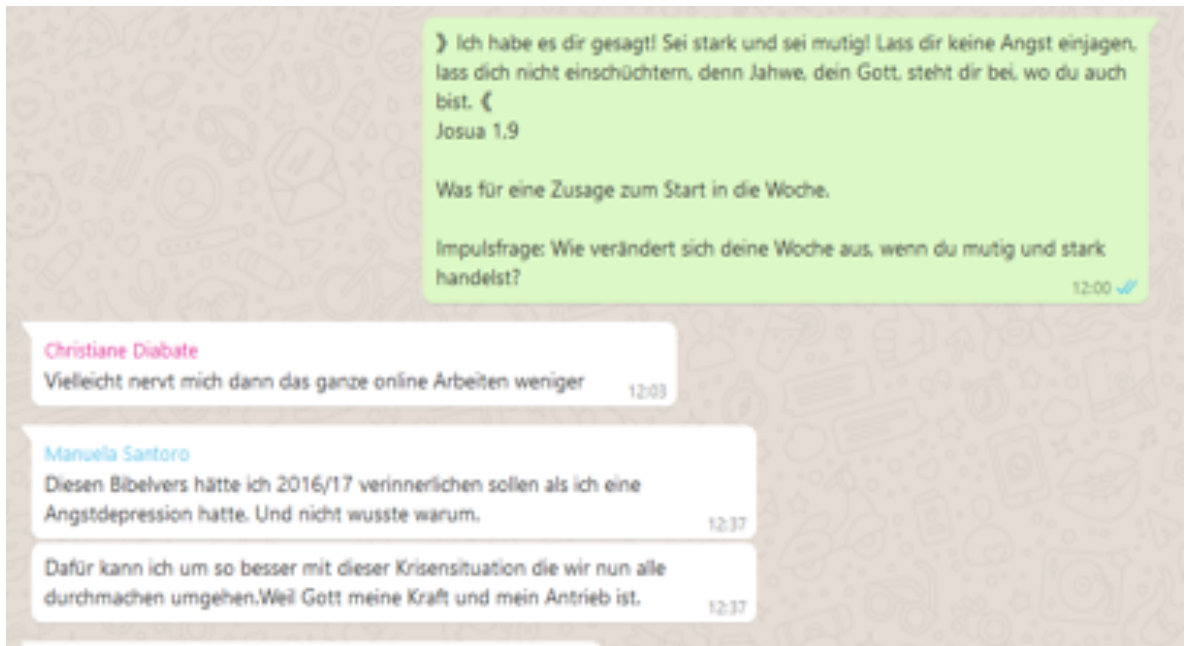 ❵ Ich habe es dir gesagt! Sei stark und sei mutig! Lass dir keine Angst einjagen,
lass dich nicht einschüchtern, denn Jahwe, dein Gott, steht dir bei, wo du auch
bist. ❴
Josua 1,9
Was für eine Zusage zum Start in die Woche.
Impulsfrage: Wie verändert sich deine Woche aus, wenn du mutig und stark
handelst?
12:00
Christiane Diabate
Vielleicht nervt mich dann das ganze online Arbeiten weniger
12:03
Manuela Santoro
Diesen Bibelvers hätte ich 2016/17 verinnerlichen sollen als ich eine
Angstdepression hatte. Und nicht wusste warum.
12:37
Dafür kann ich um so besser mit dieser Krisensituation die wir nun alle
durchmachen umgehen.Weil Gott meine Kraft und mein Antrieb ist.
12:37